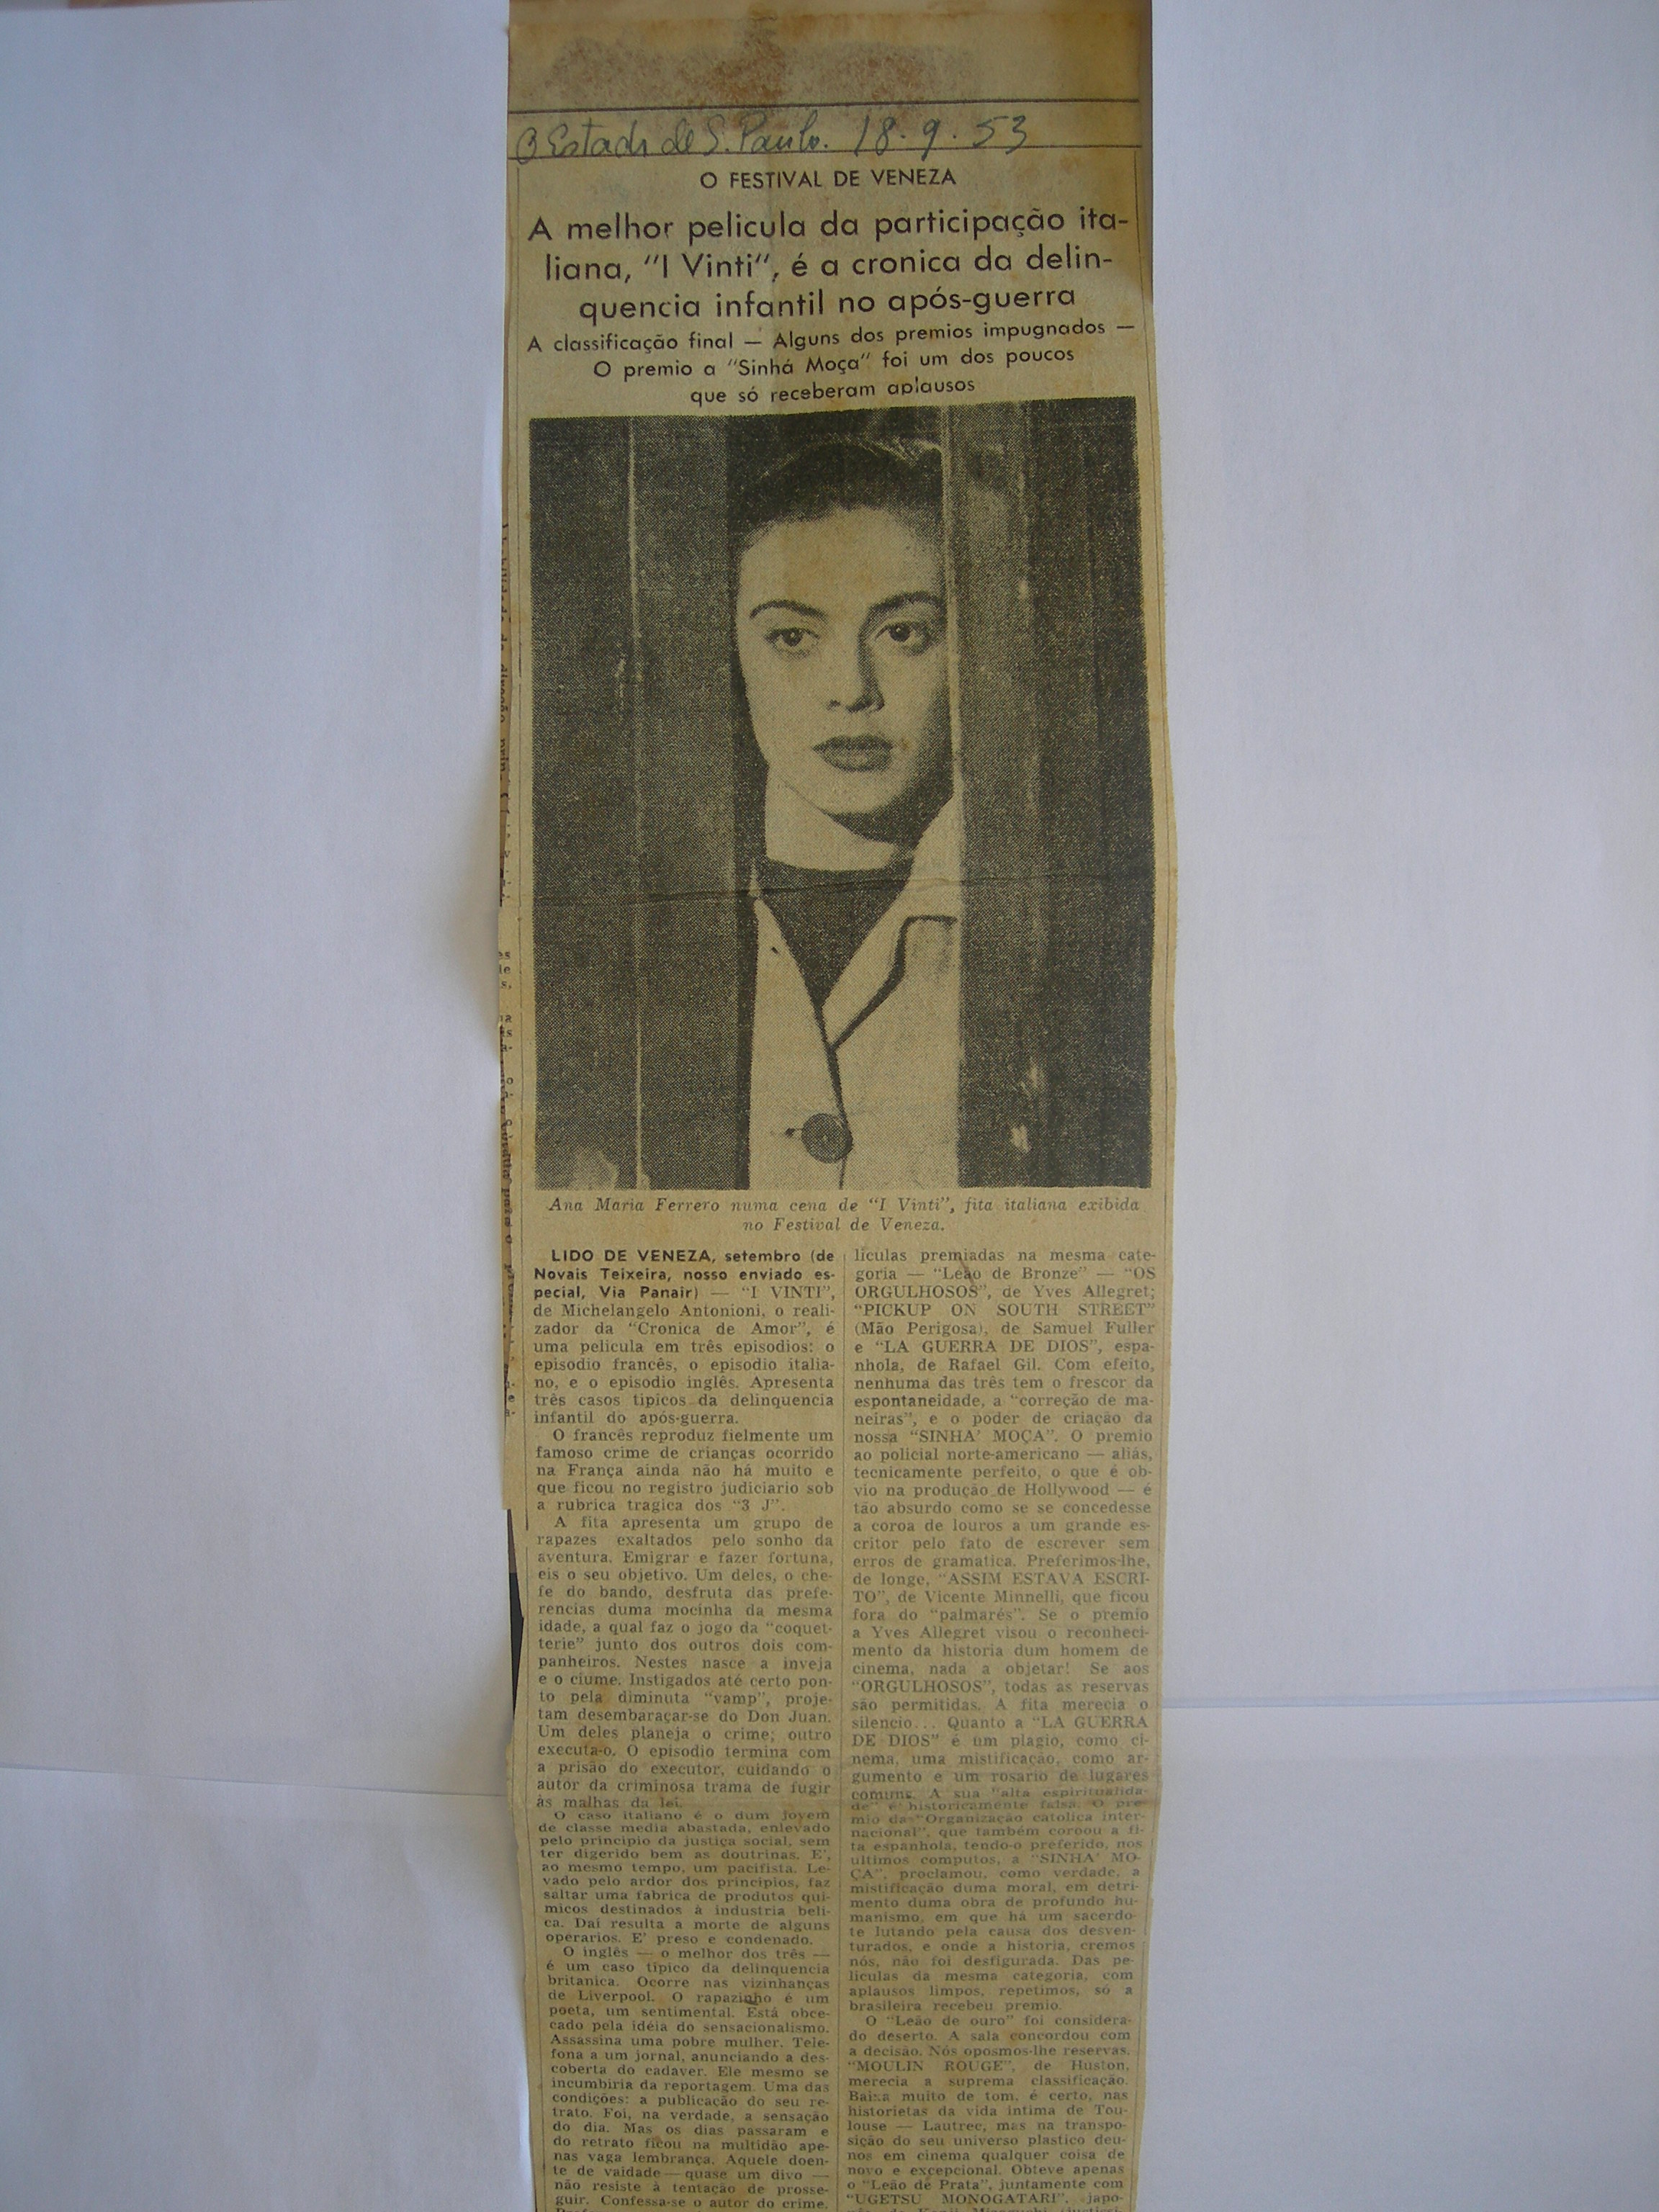 O Estado de S. Paulo. 18.9.53
O FESTIVAL DE VENEZA
A melhor pelicula da participação ita-
liana, "I Vinti", é a cronica da delin-
quencia infantil no após-guerra
A classificação final — Alguns dos premios impugnados —
O premio a "Sinhá Moça" foi um dos poucos
que só receberam aplausos
Ana Maria Ferrero numa cena de "I Vinti", fita italiana exibida
no Festival de Veneza.
LIDO DE VENEZA, setembro (de
Novais Teixeira, nosso enviado es-
pecial, Via Panair) — "I VINTI",
de Michelangelo Antonioni, o reali-
zador da "Cronica de Amor", é
uma pelicula em três episodios: o
episodio francês, o episodio italia-
no, e o episodio inglês. Apresenta
três casos tipicos da delinquencia
infantil do após-guerra.
O francês reproduz fielmente um
famoso crime de crianças ocorrido
na França ainda não há muito e
que ficou no registro judiciario sob
a rubrica tragica dos "3 J".
A fita apresenta um grupo de
rapazes exaltados pelo sonho da
aventura. Emigrar e fazer fortuna,
eis o seu objetivo. Um deles, o che-
fe do bando, desfruta das prefe-
rencias duma mocinha da mesma
idade, a qual faz o jogo da "coquet-
terie" junto dos outros dois com-
panheiros. Nestes nasce a inveja
e o ciume. Instigados até certo pon-
to pela diminuta "vamp", proje-
tam desembaraçar-se do Don Juan.
Um deles planeja o crime; outro
executa-o. O episodio termina com
a prisão do executor, cuidando o
autor da criminosa trama de fugir
às malhas da lei.
O caso italiano é o dum jovem
de classe media abastada, enlevado
pelo principio da justiça social, sem
ter digerido bem as doutrinas. E',
ao mesmo tempo, um pacifista. Le-
vado pelo ardor dos principios, faz
saltar uma fabrica de produtos qui-
micos destinados à industria beli-
ca. Daí resulta a morte de alguns
operarios. E' preso e condenado.
O inglês — o melhor dos três —
é um caso tipico da delinquencia
britanica. Ocorre nas vizinhanças
de Liverpool. O rapazinho é um
poeta, um sentimental. Está obce-
cado pela idéia do sensacionalismo.
Assassina uma pobre mulher. Tele-
fona a um jornal, anunciando a des-
coberta do cadaver. Ele mesmo se
incumbiria da reportagem. Uma das
condições: a publicação do seu re-
trato. Foi, na verdade, a sensação
do dia. Mas os dias passaram e
do retrato ficou na multidão ape-
nas vaga lembrança. Aquele doen-
te de vaidade — quase um divo —
não resiste à tentação de prosse-
guir. Confessa-se o autor do crime.
lículas premiadas na mesma cate-
goria — "Leão de Bronze" — "OS
ORGULHOSOS", de Yves Allegret;
"PICKUP ON SOUTH STREET"
(Mão Perigosa), de Samuel Fuller
e "LA GUERRA DE DIOS", espa-
nhola, de Rafael Gil. Com efeito,
nenhuma das três tem o frescor da
espontaneidade, a "correção de ma-
neiras", e o poder de criação da
nossa "SINHA' MOÇA". O premio
ao policial norte-americano — aliás,
tecnicamente perfeito, o que é ob-
vio na produção de Hollywood — é
tão absurdo como se se concedesse
a coroa de louros a um grande es-
critor pelo fato de escrever sem
erros de gramatica. Preferimos-lhe,
de longe, "ASSIM ESTAVA ESCRI-
TO", de Vicente Minnelli, que ficou
fora do "palmarés". Se o premio
a Yves Allegret visou o reconheci-
mento da historia dum homem de
cinema, nada a objetar! Se aos
"ORGULHOSOS", todas as reservas
são permitidas. A fita merecia o
silencio... Quanto a "LA GUERRA
DE DIOS" é um plagio, como ci-
nema, uma mistificação, como ar-
gumento e um rosario de lugares
comuns. A sua "alta espiritualida-
de" é historicamente falsa. O pre-
mio da "Organização catolica inter-
nacional", que também coroou a fi-
ta espanhola, tendo-o preferido, nos
ultimos computos, a "SINHA' MO-
ÇA", proclamou, como verdade, a
mistificação duma moral, em detri-
mento duma obra de profundo hu-
manismo, em que há um sacerdo-
te lutando pela causa dos desven-
turados, e onde a historia, cremos
nós, não foi desfigurada. Das pe-
liculas da mesma categoria, com
aplausos limpos, repetimos, só a
brasileira recebeu premio.
O "Leão de ouro" foi considera-
do deserto. A sala concordou com
a decisão. Nós opomos-lhe reservas.
"MOULIN ROUGE", de Huston,
merecia a suprema classificação.
Baixa muito de tom, é certo, nas
historietas da vida intima de Tou-
louse — Lautrec, mas na transpo-
sição do seu universo plastico deu-
nos em cinema qualquer coisa de
novo e excepcional. Obteve apenas
o "Leão de Prata", juntamente com
"UGETSU MONOGATARI", japo-